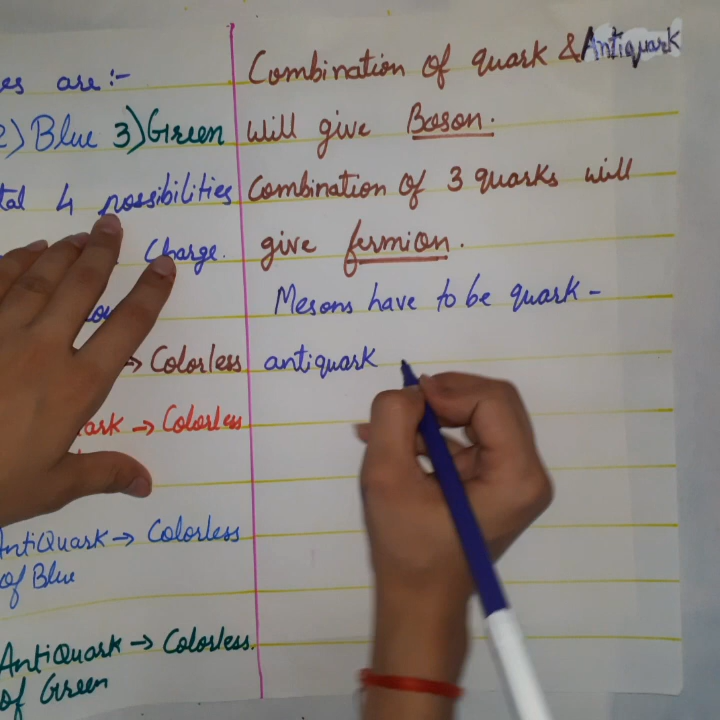 es are :-
2) Blue 3) Green
tal 4 possibilities
Charge.
→ Colorless
ark → Colorless
AntiQuark → Colorless
of Blue
AntiQuark → Colorless.
of Green
Combination of quark & Antiquark
will give Boson.
Combination of 3 quarks will
give fermion.
Mesons have to be quark -
antiquark